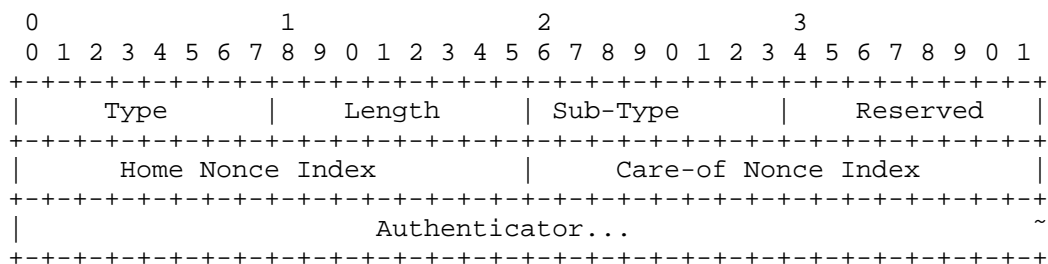 0                   1                   2                   3
 0 1 2 3 4 5 6 7 8 9 0 1 2 3 4 5 6 7 8 9 0 1 2 3 4 5 6 7 8 9 0 1
+-+-+-+-+-+-+-+-+-+-+-+-+-+-+-+-+-+-+-+-+-+-+-+-+-+-+-+-+-+-+-+-+
|      Type     |     Length    | Sub-Type      |    Reserved   |
+-+-+-+-+-+-+-+-+-+-+-+-+-+-+-+-+-+-+-+-+-+-+-+-+-+-+-+-+-+-+-+-+
|       Home Nonce Index        |     Care-of Nonce Index       |
+-+-+-+-+-+-+-+-+-+-+-+-+-+-+-+-+-+-+-+-+-+-+-+-+-+-+-+-+-+-+-+-+
|                      Authenticator...                         ~
+-+-+-+-+-+-+-+-+-+-+-+-+-+-+-+-+-+-+-+-+-+-+-+-+-+-+-+-+-+-+-+-+